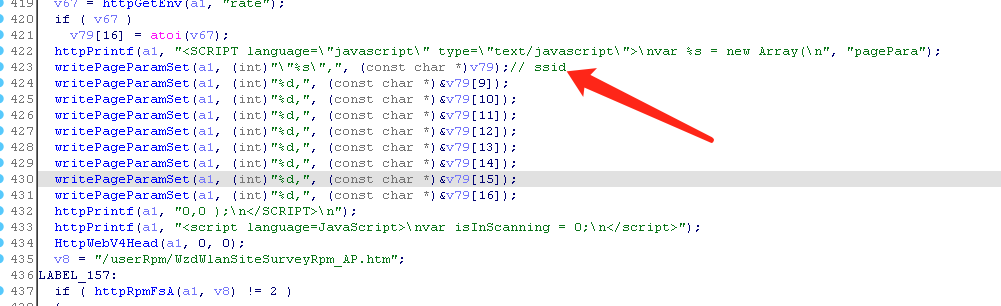 419 v67 = httpGetEnv(a1, "rate");
420 if ( v67 )
421 v79[16] = atoi(v67);
422 httpPrintf(a1, "<SCRIPT language=\"javascript\" type=\"text/javascript\">\nvar %s = new Array(\n", "pagePara");
423 writePageParamSet(a1, (int)"\"%s\",", (const char *)v79);// ssid
424 writePageParamSet(a1, (int)"%d,", (const char *)&v79[9]);
425 writePageParamSet(a1, (int)"%d,", (const char *)&v79[10]);
426 writePageParamSet(a1, (int)"%d,", (const char *)&v79[11]);
427 writePageParamSet(a1, (int)"%d,", (const char *)&v79[12]);
428 writePageParamSet(a1, (int)"%d,", (const char *)&v79[13]);
429 writePageParamSet(a1, (int)"%d,", (const char *)&v79[14]);
430 writePageParamSet(a1, (int)"%d,", (const char *)&v79[15]);
431 writePageParamSet(a1, (int)"%d,", (const char *)&v79[16]);
432 httpPrintf(a1, "0,0 );\n</SCRIPT>\n");
433 httpPrintf(a1, "<script language=JavaScript>\nvar isInScanning = 0;\n</script>");
434 HttpWebV4Head(a1, 0, 0);
435 v8 = "/userRpm/WzdWlanSiteSurveyRpm_AP.htm";
436 LABEL_157:
437 if ( httpRpmFsA(a1, v8) != 2 )